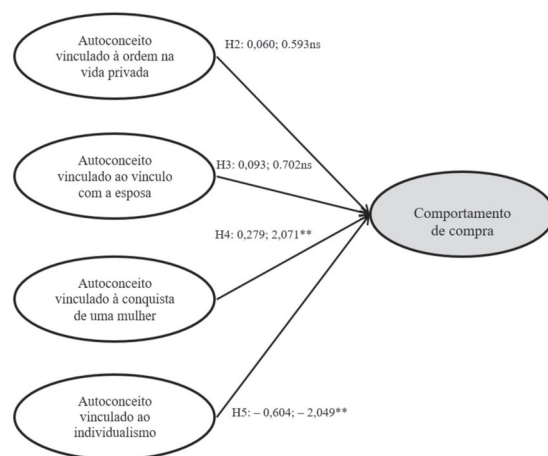 Autoconceito
vinculado à ordem na
vida privada
H2: 0,060; 0.593ns
Autoconceito
vinculado ao vínculo
com a esposa
H3: 0,093; 0.702ns
Comportamento
de compra
H4: 0,279; 2,071**
Autoconceito
vinculado à conquista
de uma mulher
Autoconceito
vinculado ao
individualismo
H5: – 0,604; – 2,049**